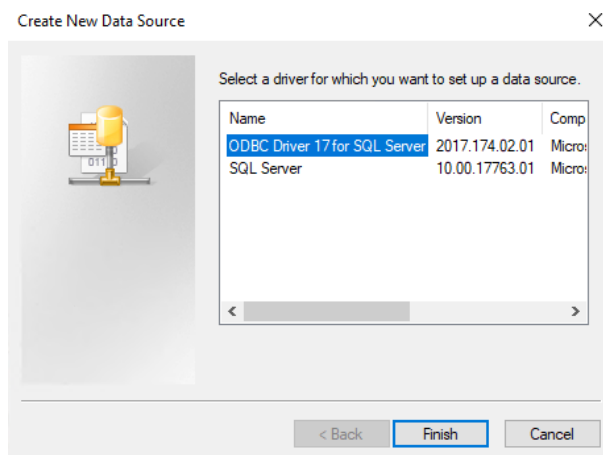 Create New Data Source
Select a driver for which you want to set up a data source.
Name Version Comp
ODBC Driver 17 for SQL Server 2017.174.02.01 Micros
SQL Server 10.00.17763.01 Micros
< Back Finish Cancel